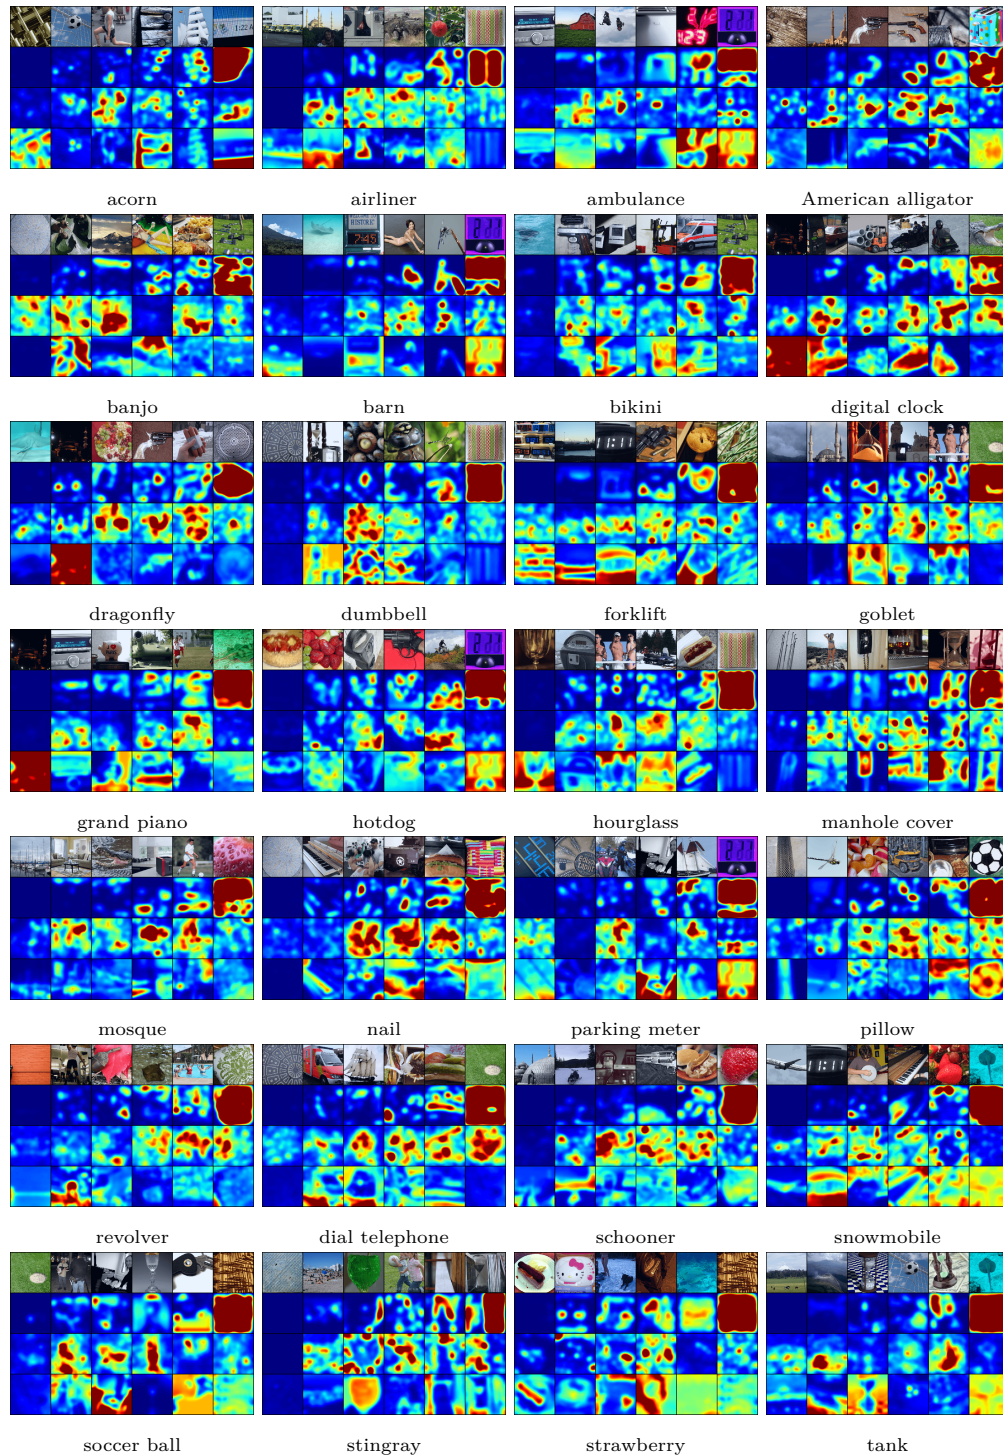 acorn airliner ambulance American alligator
banjo barn bikini digital clock
dragonfly dumbbell forklift goblet
grand piano hotdog hourglass manhole cover
mosque nail parking meter pillow
revolver dial telephone schooner snowmobile
soccer ball stingray strawberry tank